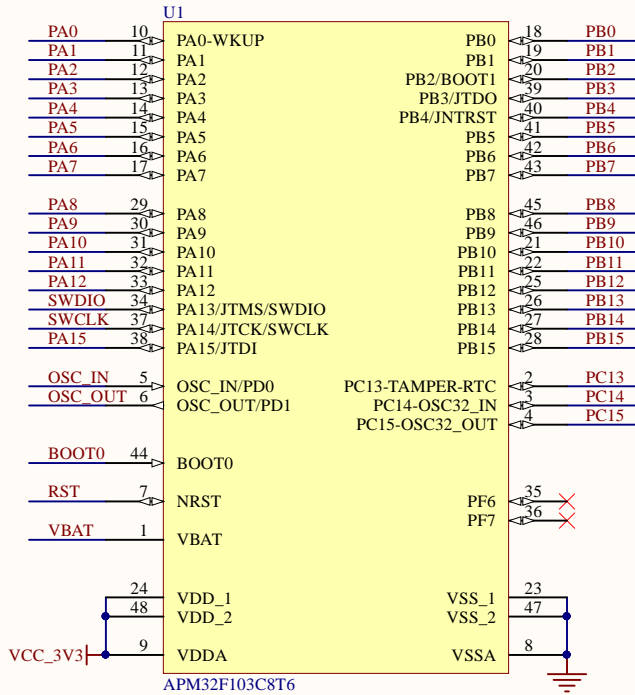 U1
PA0 10 PA0-WKUP PB0 18 PB0
PA1 11 PA1 PB1 19 PB1
PA2 12 PA2 PB2/BOOT1 20 PB2
PA3 13 PA3 PB3/JTDO 39 PB3
PA4 14 PA4 PB4/JNTRST 40 PB4
PA5 15 PA5 PB5 41 PB5
PA6 16 PA6 PB6 42 PB6
PA7 17 PA7 PB7 43 PB7
PA8 29 PA8 PB8 45 PB8
PA9 30 PA9 PB9 46 PB9
PA10 31 PA10 PB10 21 PB10
PA11 32 PA11 PB11 22 PB11
PA12 33 PA12 PB12 25 PB12
SWDIO 34 PA13/JTMS/SWDIO PB13 26 PB13
SWCLK 37 PA14/JTCK/SWCLK PB14 27 PB14
PA15 38 PA15/JTDI PB15 28 PB15
OSC_IN 5 OSC_IN/PD0 PC13-TAMPER-RTC 2 PC13
OSC_OUT 6 OSC_OUT/PD1 PC14-OSC32_IN 3 PC14
PC15-OSC32_OUT 4 PC15
BOOT0 44 BOOT0
RST 7 NRST PF6 35
PF7 36
VBAT 1 VBAT
24 VDD_1 VSS_1 23
48 VDD_2 VSS_2 47
VCC_3V3 9 VDDA VSSA 8
APM32F103C8T6